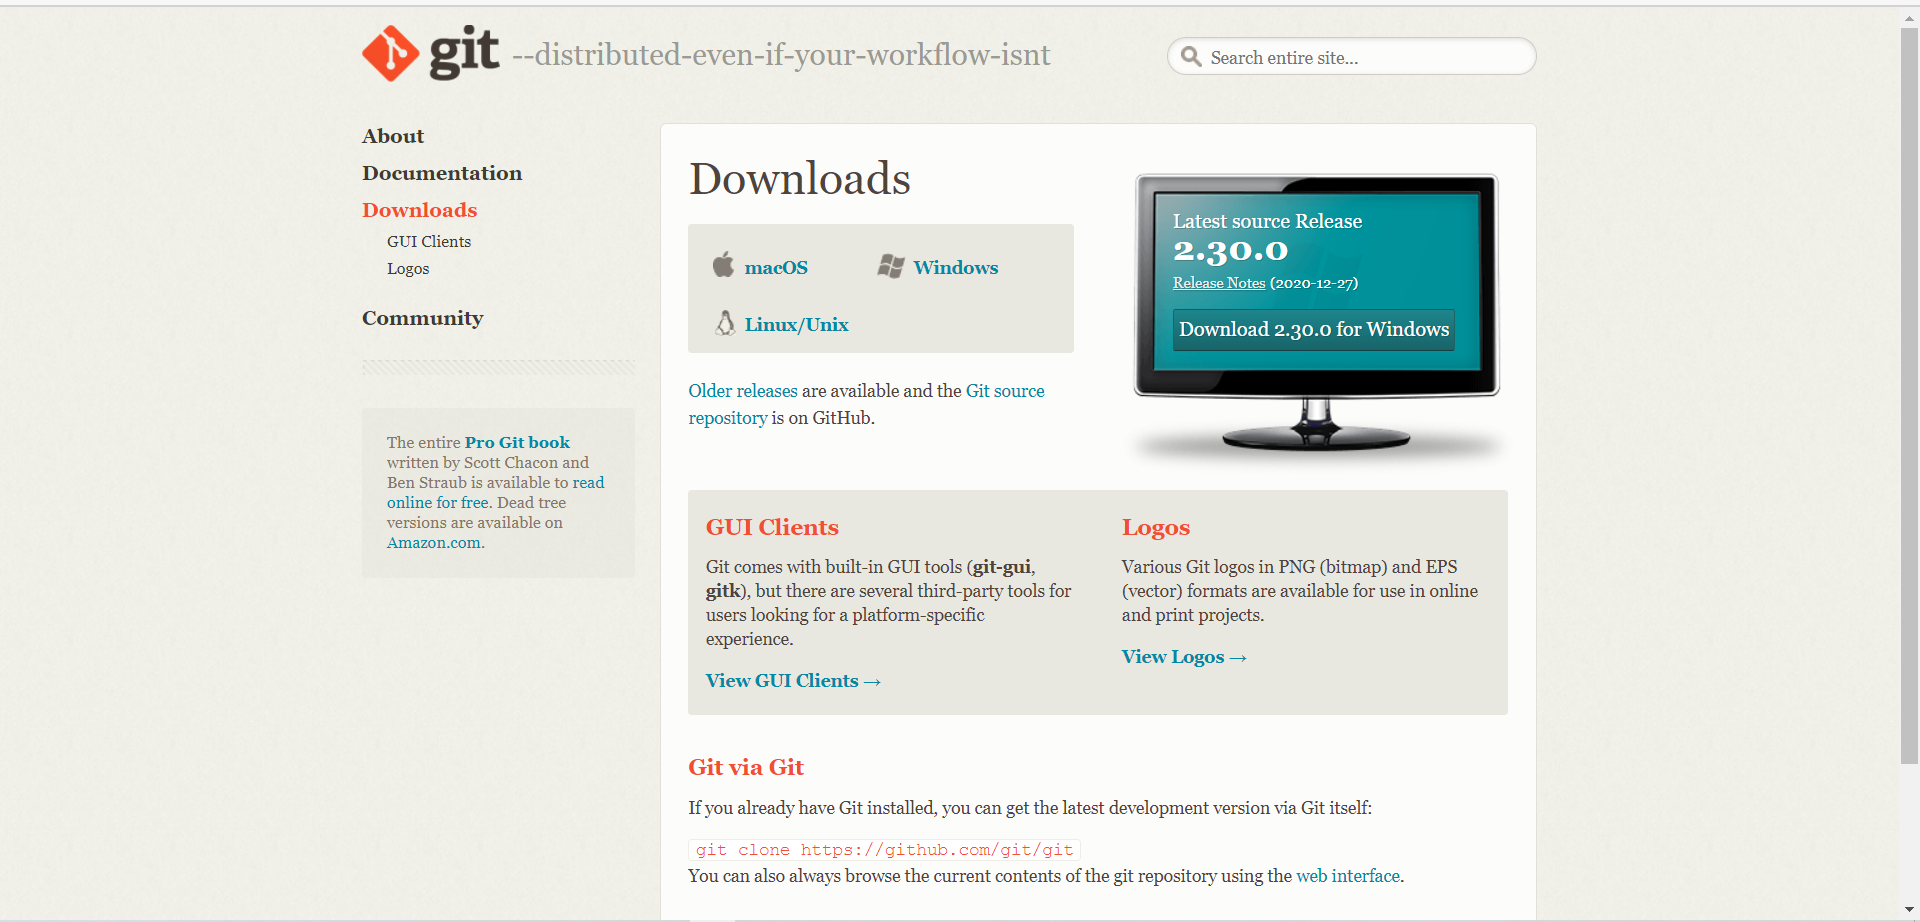 git --distributed-even-if-your-workflow-isnt
Search entire site...
About
Documentation
Downloads
GUI Clients
Logos
Community
The entire Pro Git book
written by Scott Chacon and
Ben Straub is available to read
online for free. Dead tree
versions are available on
Amazon.com.
Downloads
macOS
Windows
Linux/Unix
Older releases are available and the Git source
repository is on GitHub.
Latest source Release
2.30.0
Release Notes (2020-12-27)
Download 2.30.0 for Windows
GUI Clients
Git comes with built-in GUI tools (git-gui,
gitk), but there are several third-party tools for
users looking for a platform-specific
experience.
View GUI Clients →
Logos
Various Git logos in PNG (bitmap) and EPS
(vector) formats are available for use in online
and print projects.
View Logos →
Git via Git
If you already have Git installed, you can get the latest development version via Git itself:
git clone https://github.com/git/git
You can also always browse the current contents of the git repository using the web interface.